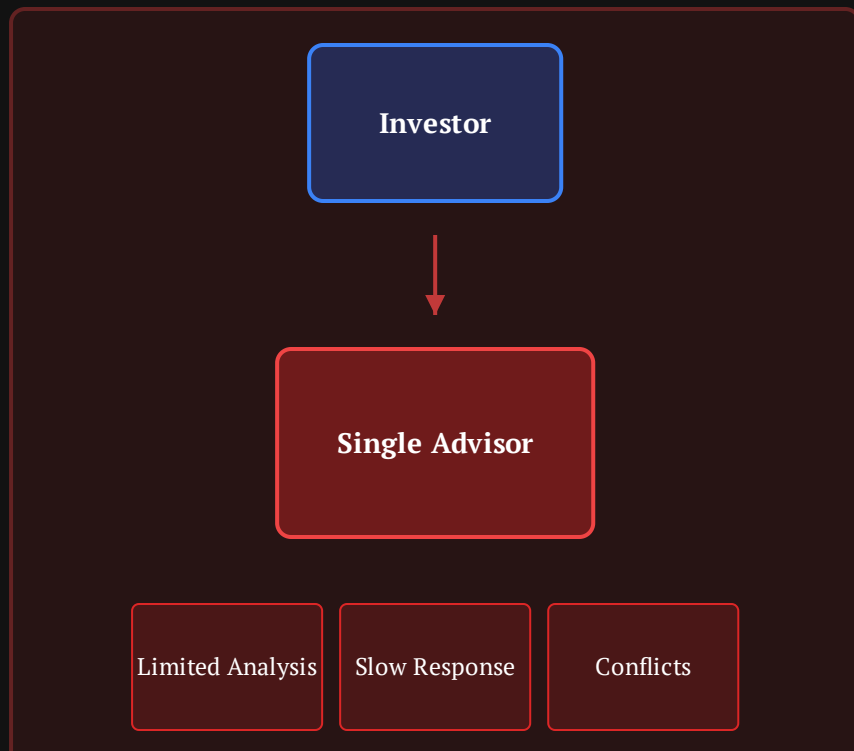 Investor
Single Advisor
Limited Analysis
Slow Response
Conflicts